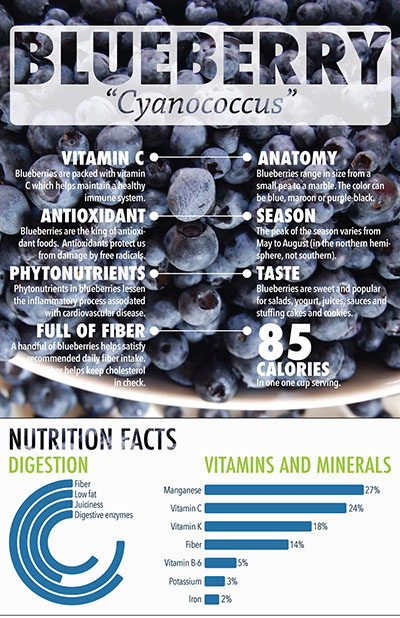 BLUEBERRY
"Cyanococcus"
VITAMIN C
Blueberries are packed with vitamin
C which helps maintain a healthy
immune system.
ANTIOXIDANT
Blueberries are the king of antioxi-
dant foods. Antioxidants protect us
from damage by free radicals.
PHYTONUTRIENTS
Phytonutrients in blueberries lessen
the inflammatory process associated
with cardiovascular disease.
FULL OF FIBER
A handful of blueberries helps satisfy
recommended daily fiber intake.
helps keep cholesterol
in check.
ANATOMY
Blueberries range in size from a
small pea to a marble. The color can
be blue, maroon or purple-black.
SEASON
The peak of the season varies from
May to August (in the northern hemi-
sphere, not southern).
TASTE
Blueberries are sweet and popular
for salads, yogurt, juices, sauces and
stuffing cakes and cookies.
85
CALORIES
In one one cup serving.
NUTRITION FACTS
DIGESTION
Fiber
Low fat
Juiciness
Digestive enzymes
VITAMINS AND MINERALS
Manganese 27%
Vitamin C 24%
Vitamin K 18%
Fiber 14%
Vitamin B-6 5%
Potassium 3%
Iron 2%